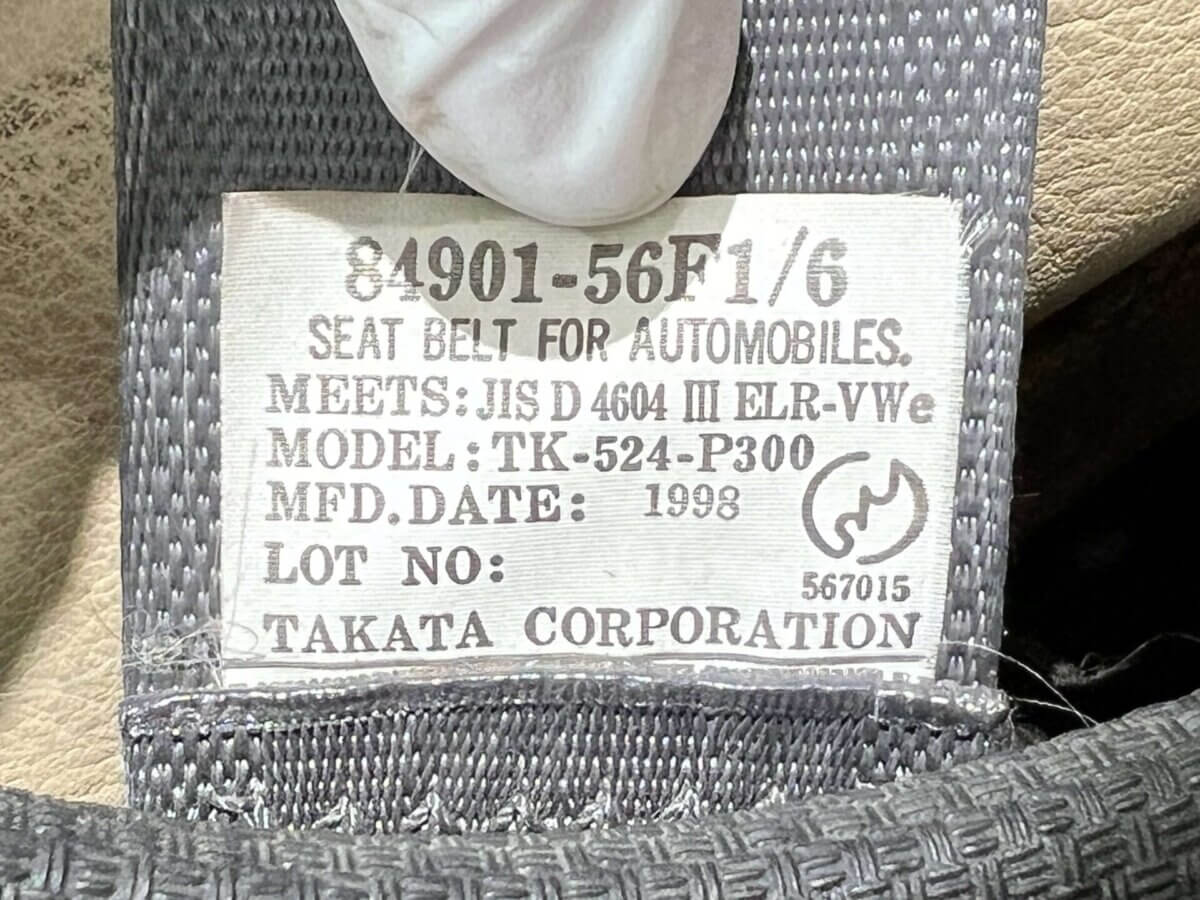 84901-56F1/6
SEAT BELT FOR AUTOMOBILES.
MEETS: JIS D 4604 III ELR-VWe
MODEL: TK-524-P300
MFD. DATE: 1998
LOT NO:
567015
TAKATA CORPORATION